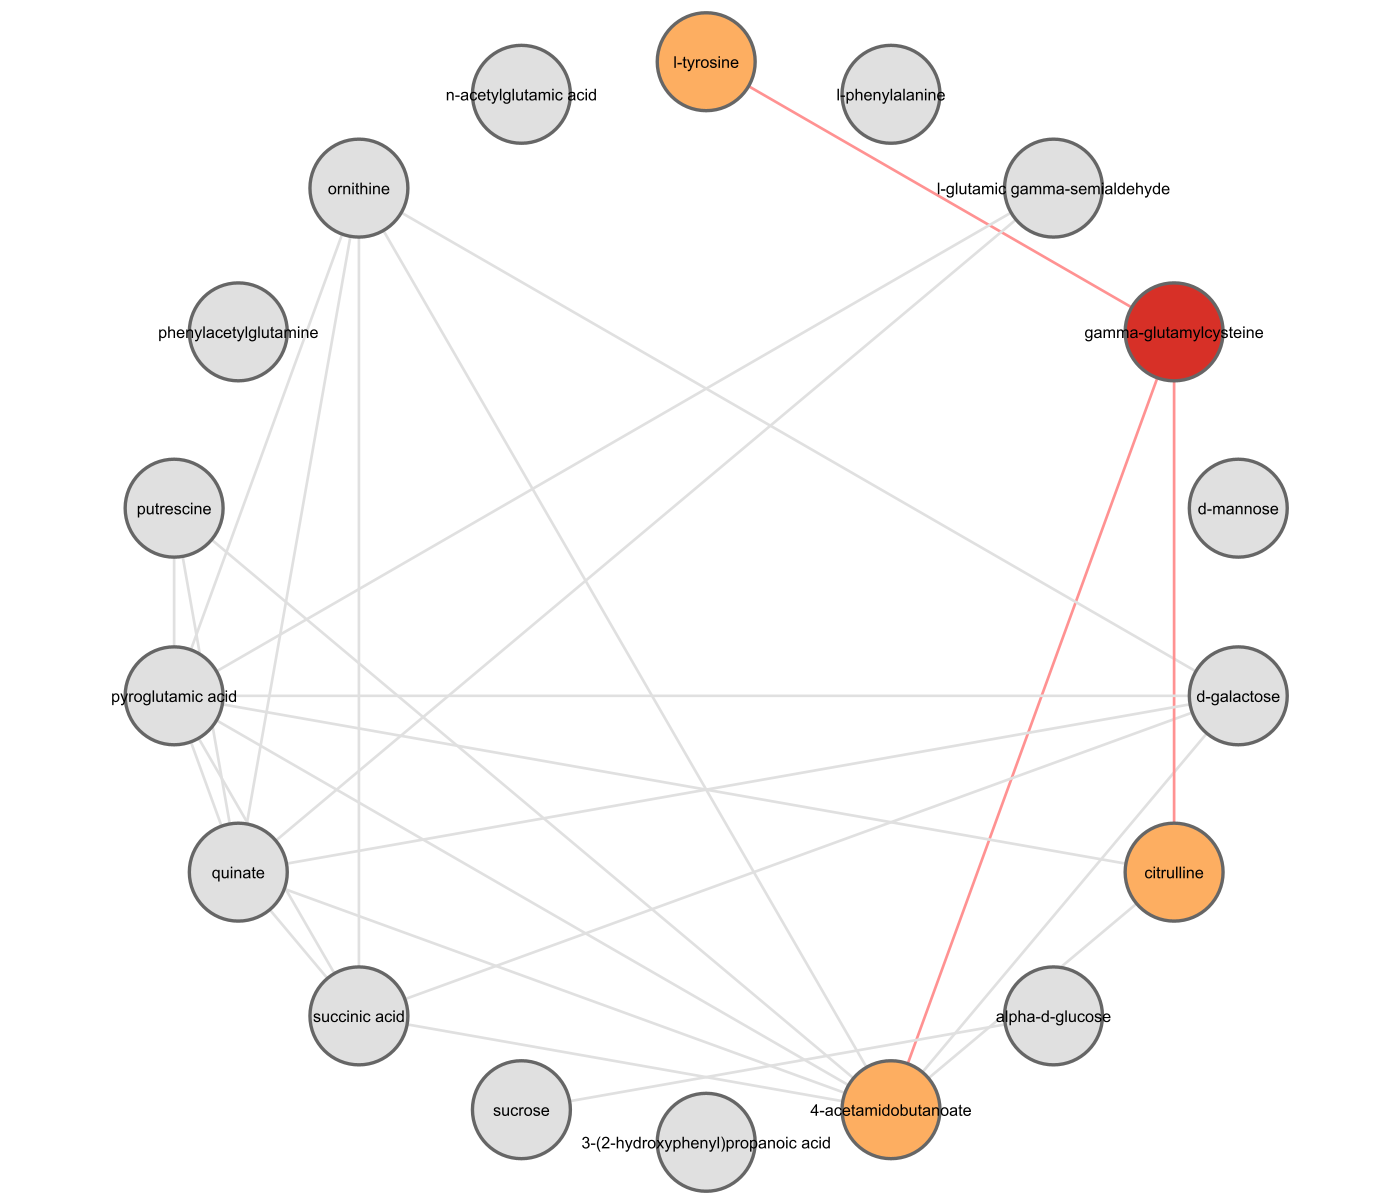 l-tyrosine
n-acetylglutamic acid
l-phenylalanine
ornithine
l-glutamic gamma-semialdehyde
phenylacetylglutamine
gamma-glutamylcysteine
putrescine
d-mannose
pyroglutamic acid
d-galactose
quinate
citrulline
succinic acid
alpha-d-glucose
sucrose
4-acetamidobutanoate
3-(2-hydroxyphenyl)propanoic acid